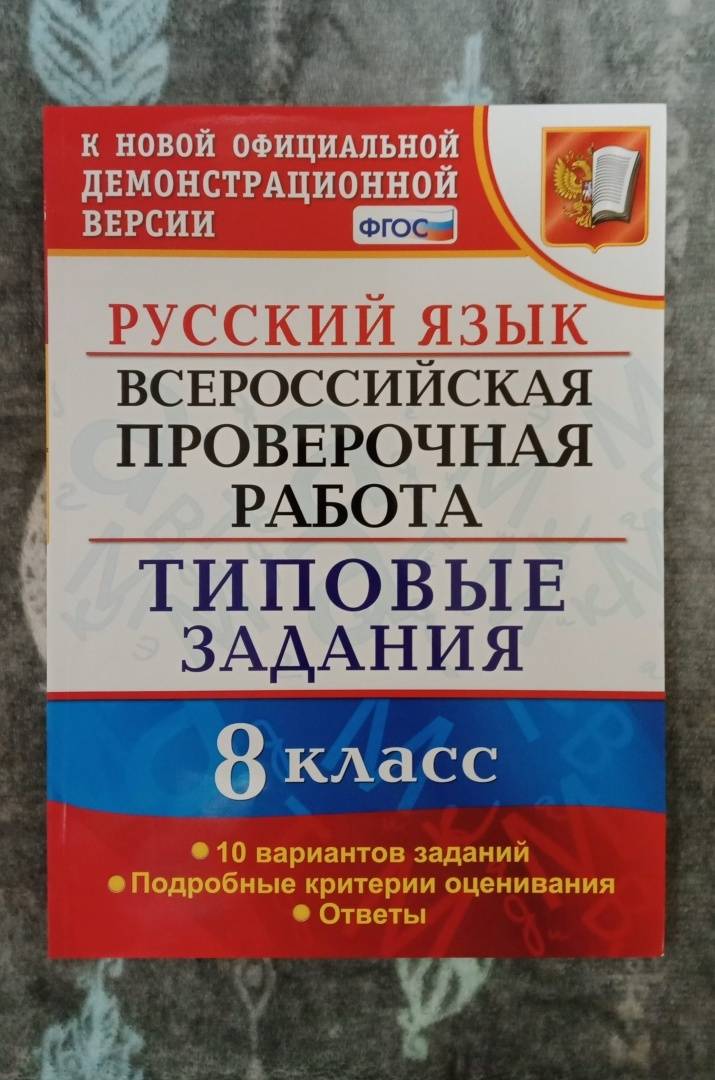 К НОВОЙ ОФИЦИАЛЬНОЙ
ДЕМОНСТРАЦИОННОЙ
ВЕРСИИ
ФГОС
РУССКИЙ ЯЗЫК
ВСЕРОССИЙСКАЯ
ПРОВЕРОЧНАЯ
РАБОТА
ТИПОВЫЕ
ЗАДАНИЯ
8 класс
10 вариантов заданий
Подробные критерии оценивания
Ответы